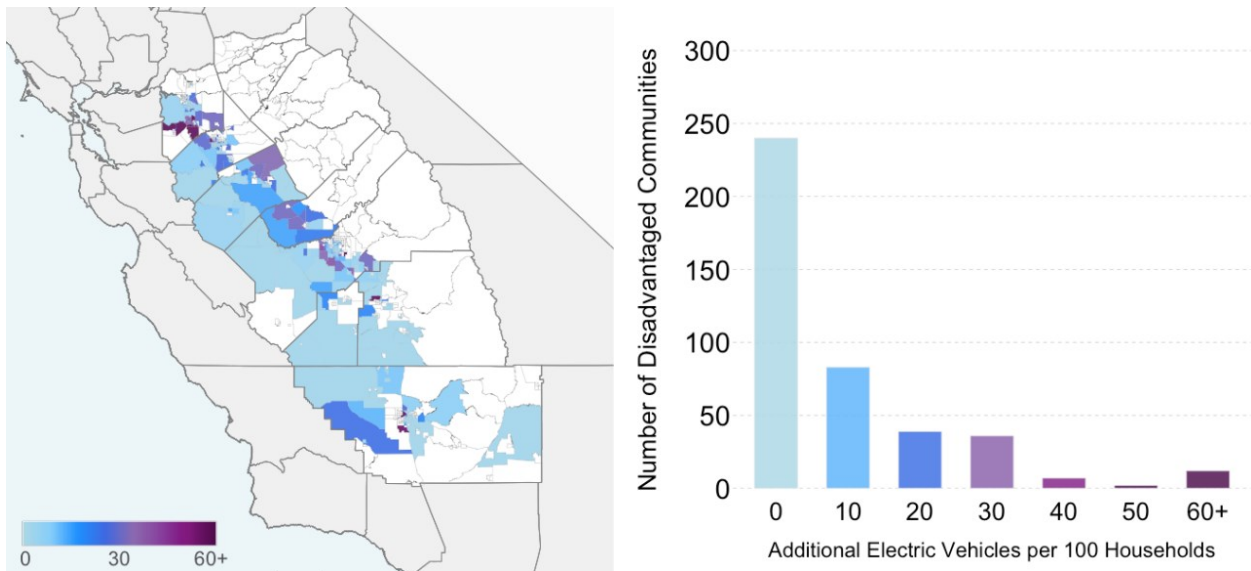 0 30 60+
Number of Disadvantaged Communities
300
250
200
150
100
50
0
0 10 20 30 40 50 60+
Additional Electric Vehicles per 100 Households